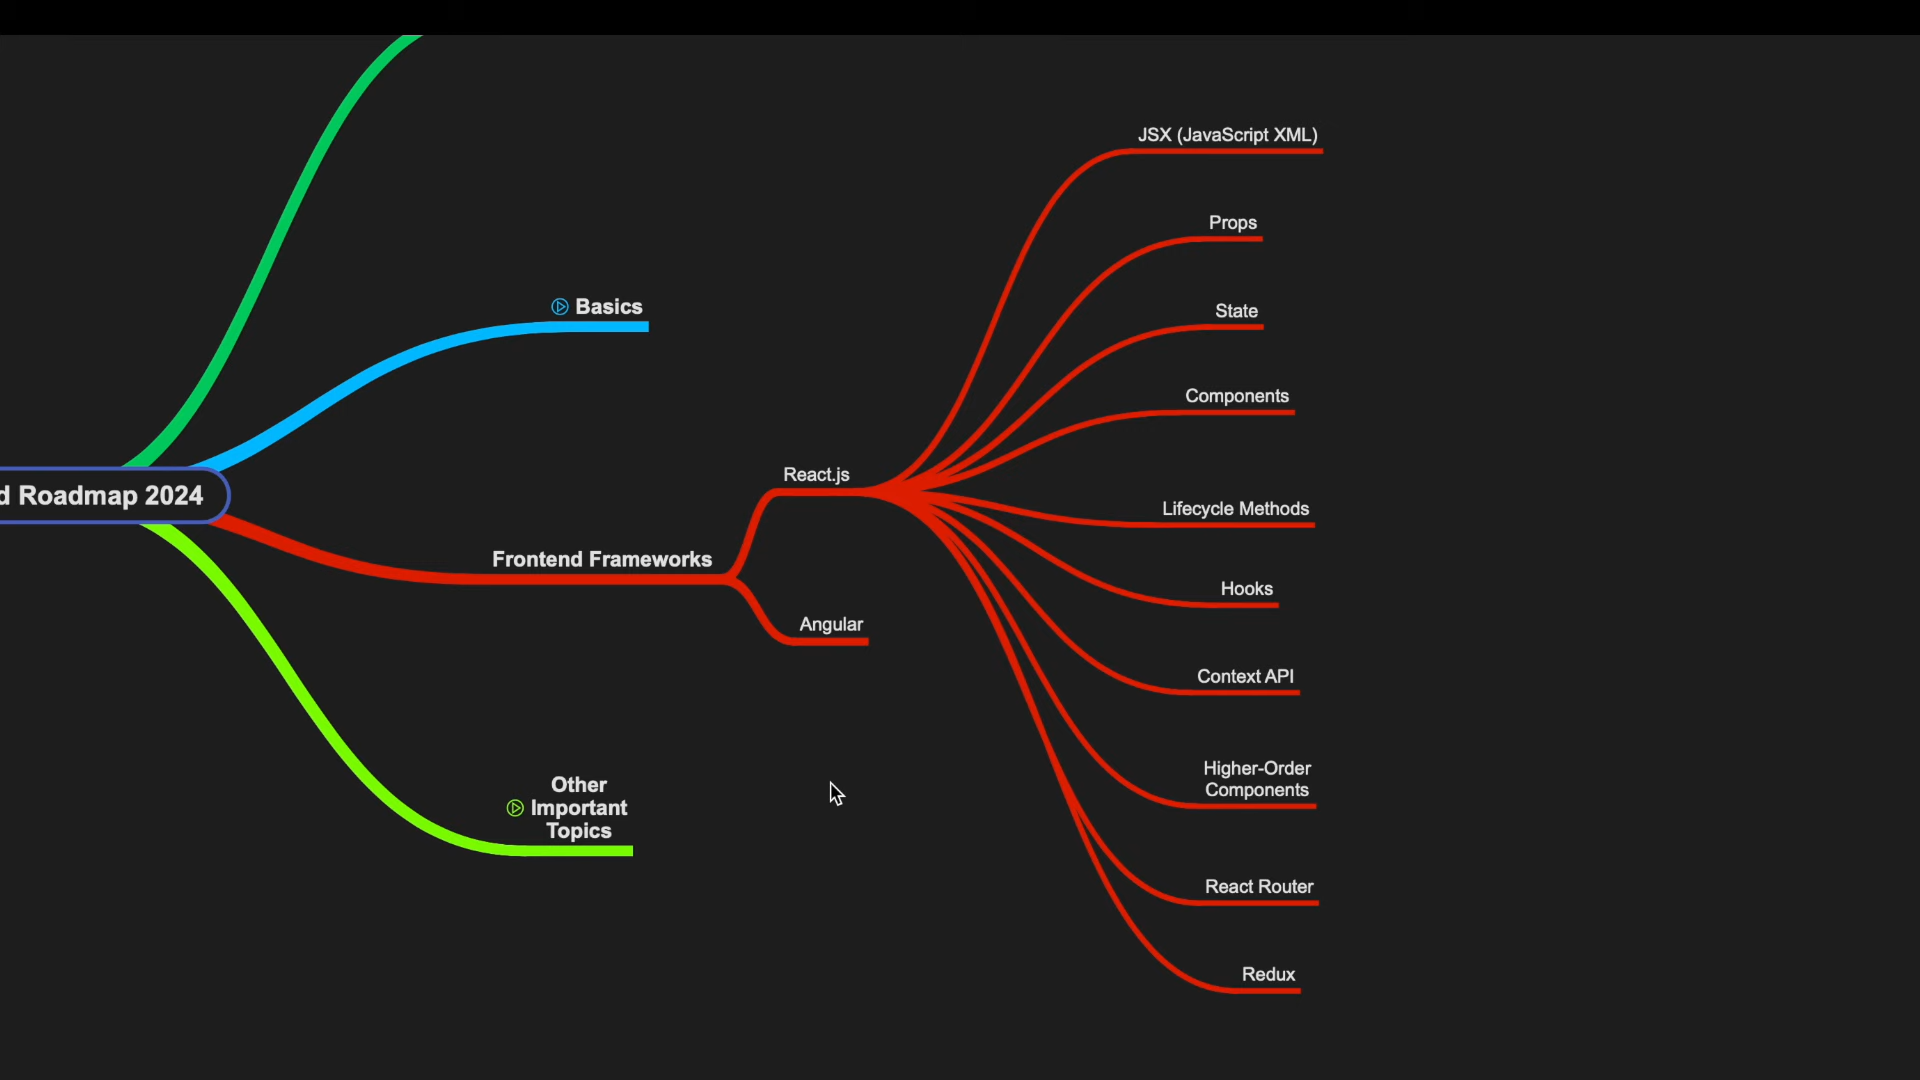 JSX (JavaScript XML)
Props
State
Components
Lifecycle Methods
Hooks
Context API
Higher-Order
Components
React Router
Redux
React.js
Angular
Basics
Frontend Frameworks
Other
Important
Topics
d Roadmap 2024